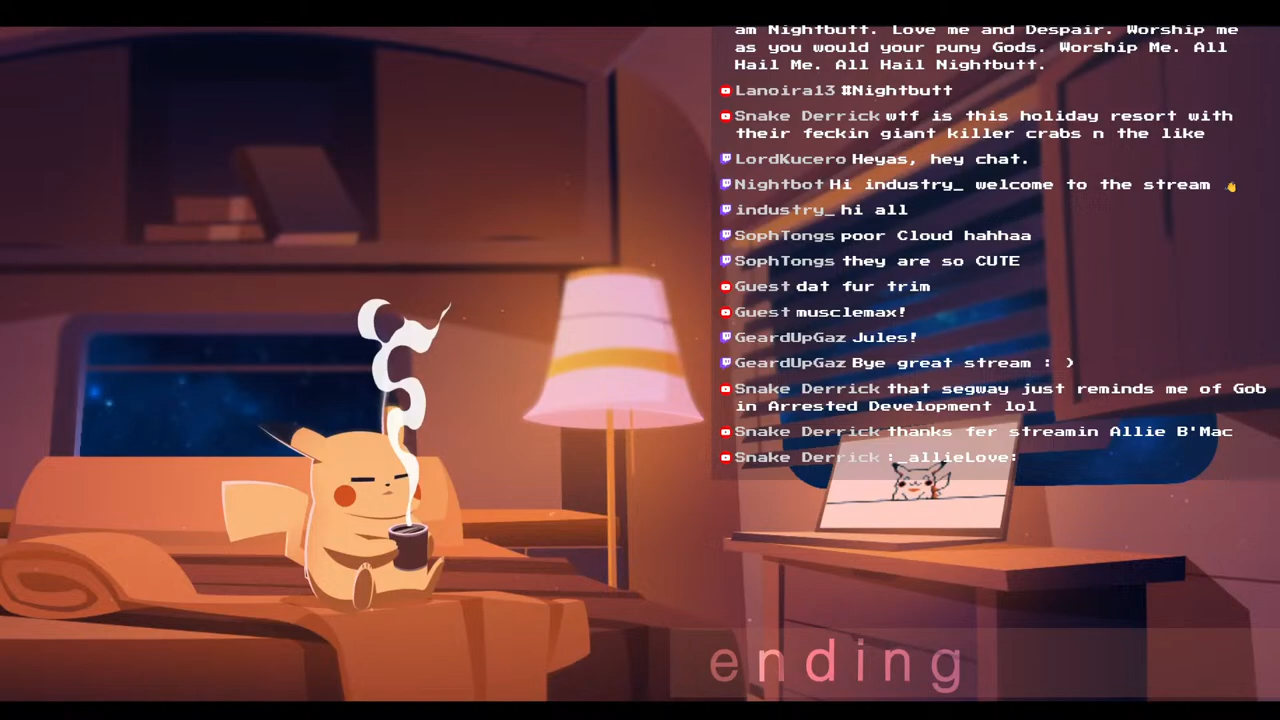 am Nightbutt. Love me and Despair. Worship me
as you would your puny Gods. Worship Me. All
Hail Me. All Hail Nightbutt.
Lanoira13 #Nightbutt
Snake Derrick wtf is this holiday resort with
their feckin giant killer crabs n the like
LordKucero Heyas, hey chat.
Nightbot Hi industry_ welcome to the stream 👋
industry_ hi all
SophTongs poor Cloud hahhaa
SophTongs they are so CUTE
Guest dat fur trim
Guest musclemax!
GeardUpGaz Jules!
GeardUpGaz Bye great stream : )
Snake Derrick that segway just reminds me of Gob
in Arrested Development lol
Snake Derrick thanks fer streamin Allie B'Mac
Snake Derrick :_allieLove:
ending